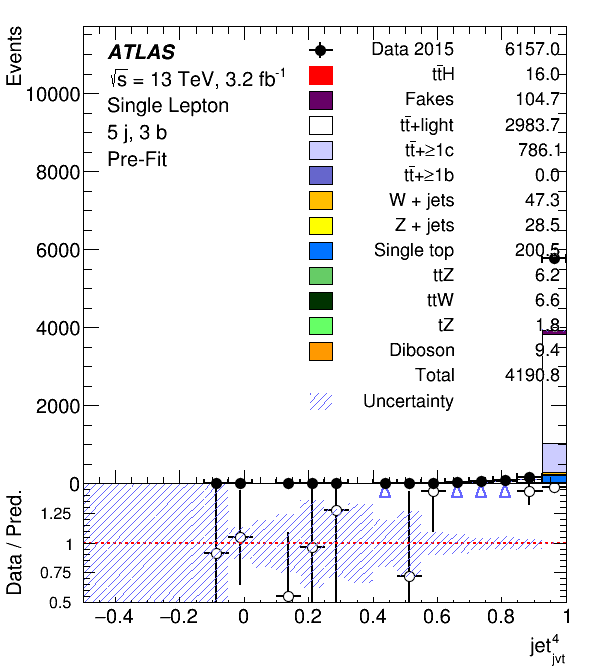 Events
ATLAS
√s = 13 TeV, 3.2 fb⁻¹
Single Lepton
5 j, 3 b
Pre-Fit
Data 2015 6157.0
tt̄H 16.0
Fakes 104.7
tt̄+light 2983.7
tt̄+≥1c 786.1
tt̄+≥1b 0.0
W + jets 47.3
Z + jets 28.5
Single top 200.5
ttZ 6.2
ttW 6.6
tZ 1.8
Diboson 9.4
Total 4190.8
Uncertainty
10000
8000
6000
4000
2000
0
Data / Pred.
1.25
1
0.75
0.5
−0.4 −0.2 0 0.2 0.4 0.6 0.8 1
jet⁴jvt